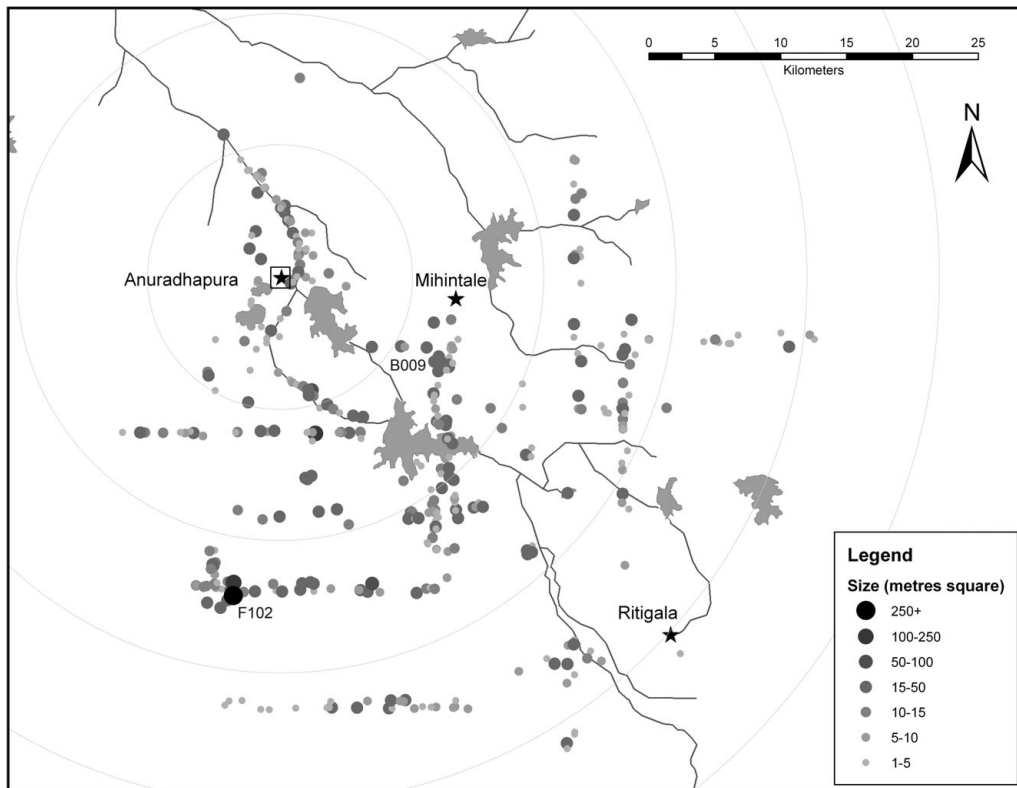 0 5 10 15 20 25
Kilometers
N
Anuradhapura
Mihintale
B009
F102
Ritigala
Legend
Size (metres square)
250+
100-250
50-100
15-50
10-15
5-10
1-5